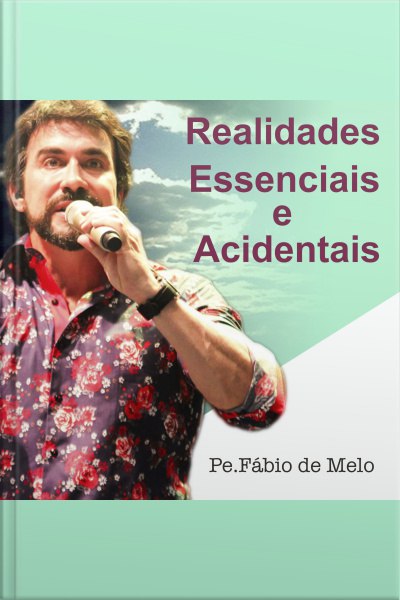 Realidades
Essenciais
e
Acidentais
Pe.Fábio de Melo